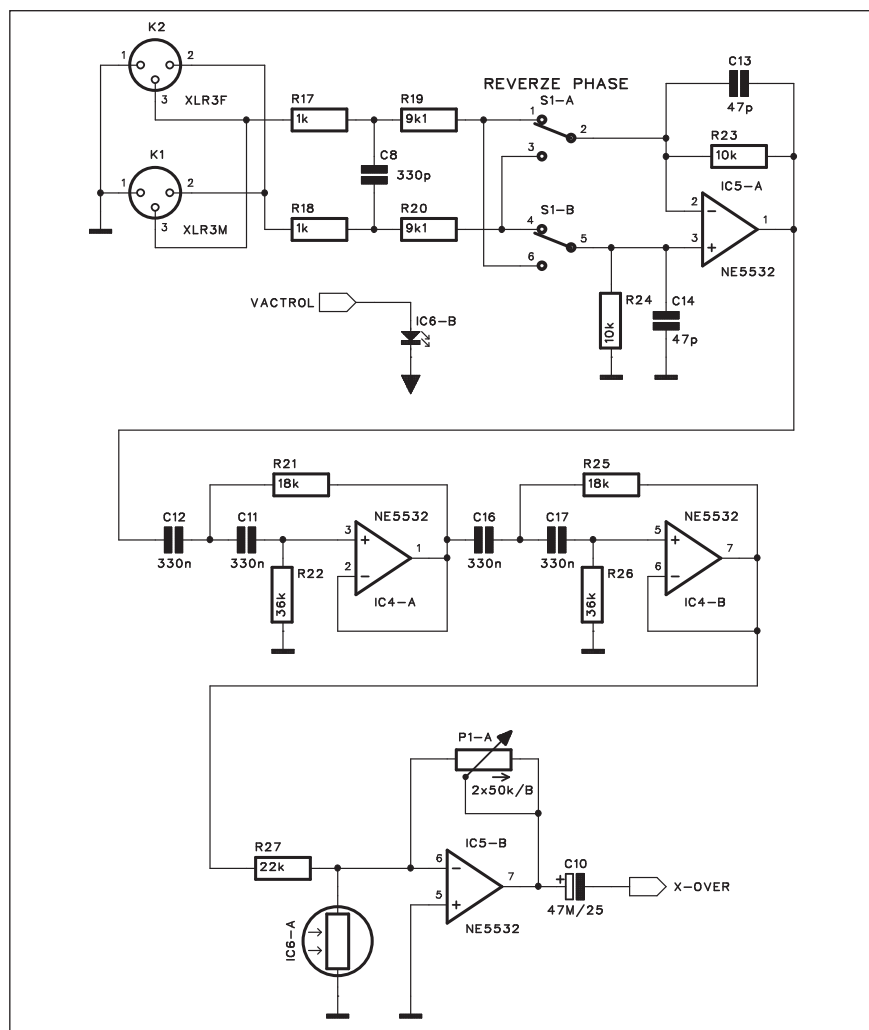 K2
1
2
3
XLR3F
K1
1
2
3
XLR3M
R17
1k
R19
9k1
C8
330p
R18
1k
R20
9k1
REVERZE PHASE
S1-A
1
2
3
S1-B
4
5
6
C13
47p
R23
10k
IC5-A
2
3
1
NE5532
R24
10k
C14
47p
VACTROL
IC6-B
R21
18k
C12
330n
C11
330n
R22
36k
NE5532
3
2
1
IC4-A
R25
18k
C16
330n
C17
330n
R26
36k
NE5532
5
6
7
IC4-B
P1-A
2x50k/B
R27
22k
IC5-B
6
5
7
NE5532
C10
+
47M/25
X-OVER
IC6-A